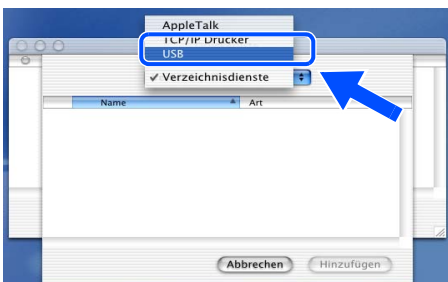 AppleTalk
TCP/IP Drucker
USB
✓ Verzeichnisdienste
Name Art
Abbrechen Hinzufügen